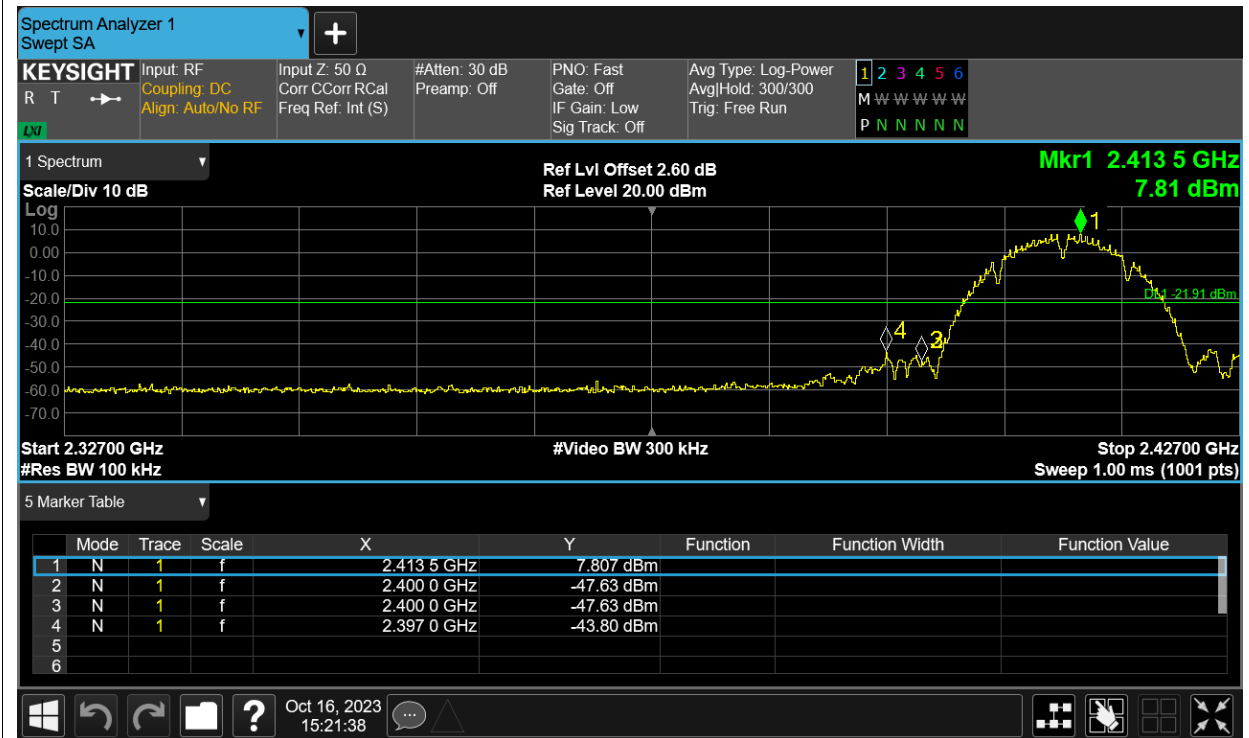 Spectrum Analyzer 1
Swept SA
KEYSIGHT
R T
LXI
Input: RF
Coupling: DC
Align: Auto/No RF
Input Z: 50 Ω
Corr CCorr RCal
Freq Ref: Int (S)
#Atten: 30 dB
Preamp: Off
PNO: Fast
Gate: Off
IF Gain: Low
Sig Track: Off
Avg Type: Log-Power
Avg|Hold: 300/300
Trig: Free Run
1 2 3 4 5 6
M W W W W W
P N N N N N
1 Spectrum
Scale/Div 10 dB
Ref Lvl Offset 2.60 dB
Ref Level 20.00 dBm
Mkr1 2.413 5 GHz
7.81 dBm
Log
10.0
0.00
-10.0
-20.0
-30.0
-40.0
-50.0
-60.0
-70.0
1
DL1 -21.91 dBm
4
Start 2.32700 GHz
#Video BW 300 kHz
Stop 2.42700 GHz
#Res BW 100 kHz
Sweep 1.00 ms (1001 pts)
5 Marker Table
Mode Trace Scale X Y Function Function Width Function Value
1 N 1 f 2.413 5 GHz 7.807 dBm
2 N 1 f 2.400 0 GHz -47.63 dBm
3 N 1 f 2.400 0 GHz -47.63 dBm
4 N 1 f 2.397 0 GHz -43.80 dBm
5
6
?
Oct 16, 2023
15:21:38